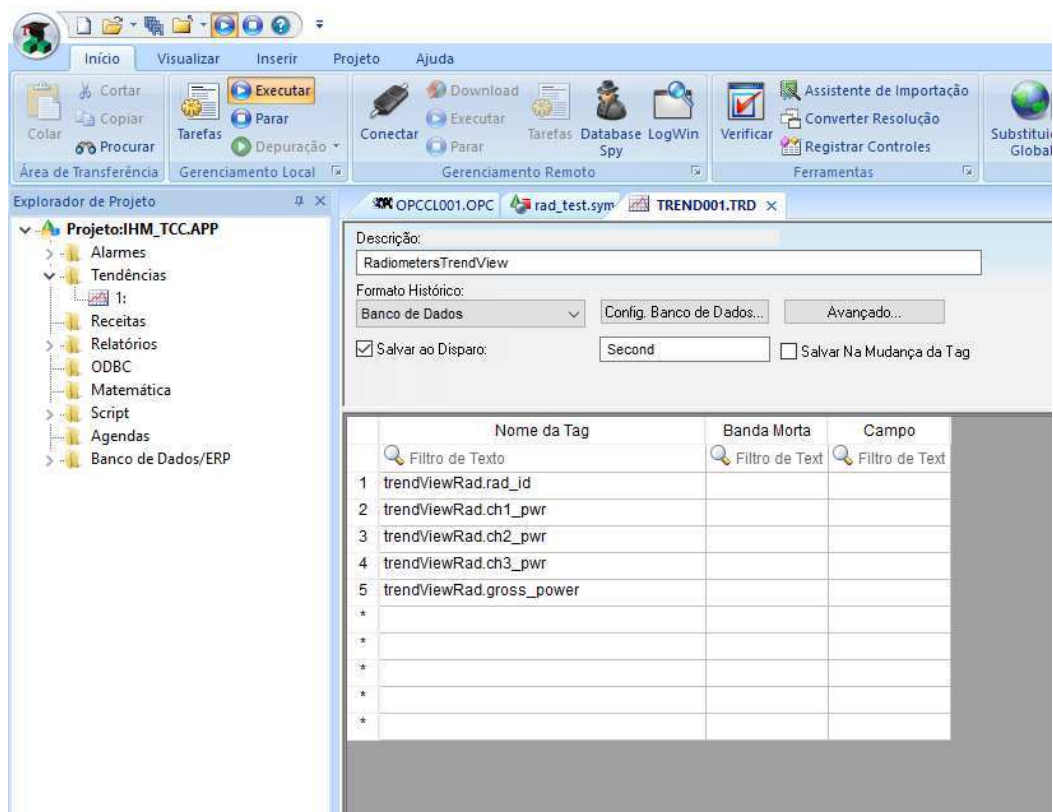 Início Visualizar Inserir Projeto Ajuda
Colar
Cortar
Copiar
Procurar
Área de Transferência
Tarefas
Executar
Parar
Depuração
Gerenciamento Local
Conectar
Download
Executar
Parar
Tarefas
Database Spy
LogWin
Gerenciamento Remoto
Verificar
Assistente de Importação
Converter Resolução
Registrar Controles
Ferramentas
Global
Explorador de Projeto
Projeto:IHM_TCC.APP
Alarmes
Tendências
1:
Receitas
Relatórios
ODBC
Matemática
Script
Agendas
Banco de Dados/ERP
OPCCL001.OPC rad_test.sym TREND001.TRD
Descrição:
RadiometersTrendView
Formato Histórico:
Banco de Dados Config. Banco de Dados... Avançado...
Salvar ao Disparo: Second Salvar Na Mudança da Tag
Nome da Tag Banda Morta Campo
Filtro de Texto Filtro de Text Filtro de Text
1 trendViewRad.rad_id
2 trendViewRad.ch1_pwr
3 trendViewRad.ch2_pwr
4 trendViewRad.ch3_pwr
5 trendViewRad.gross_power
*
*
*
*
*